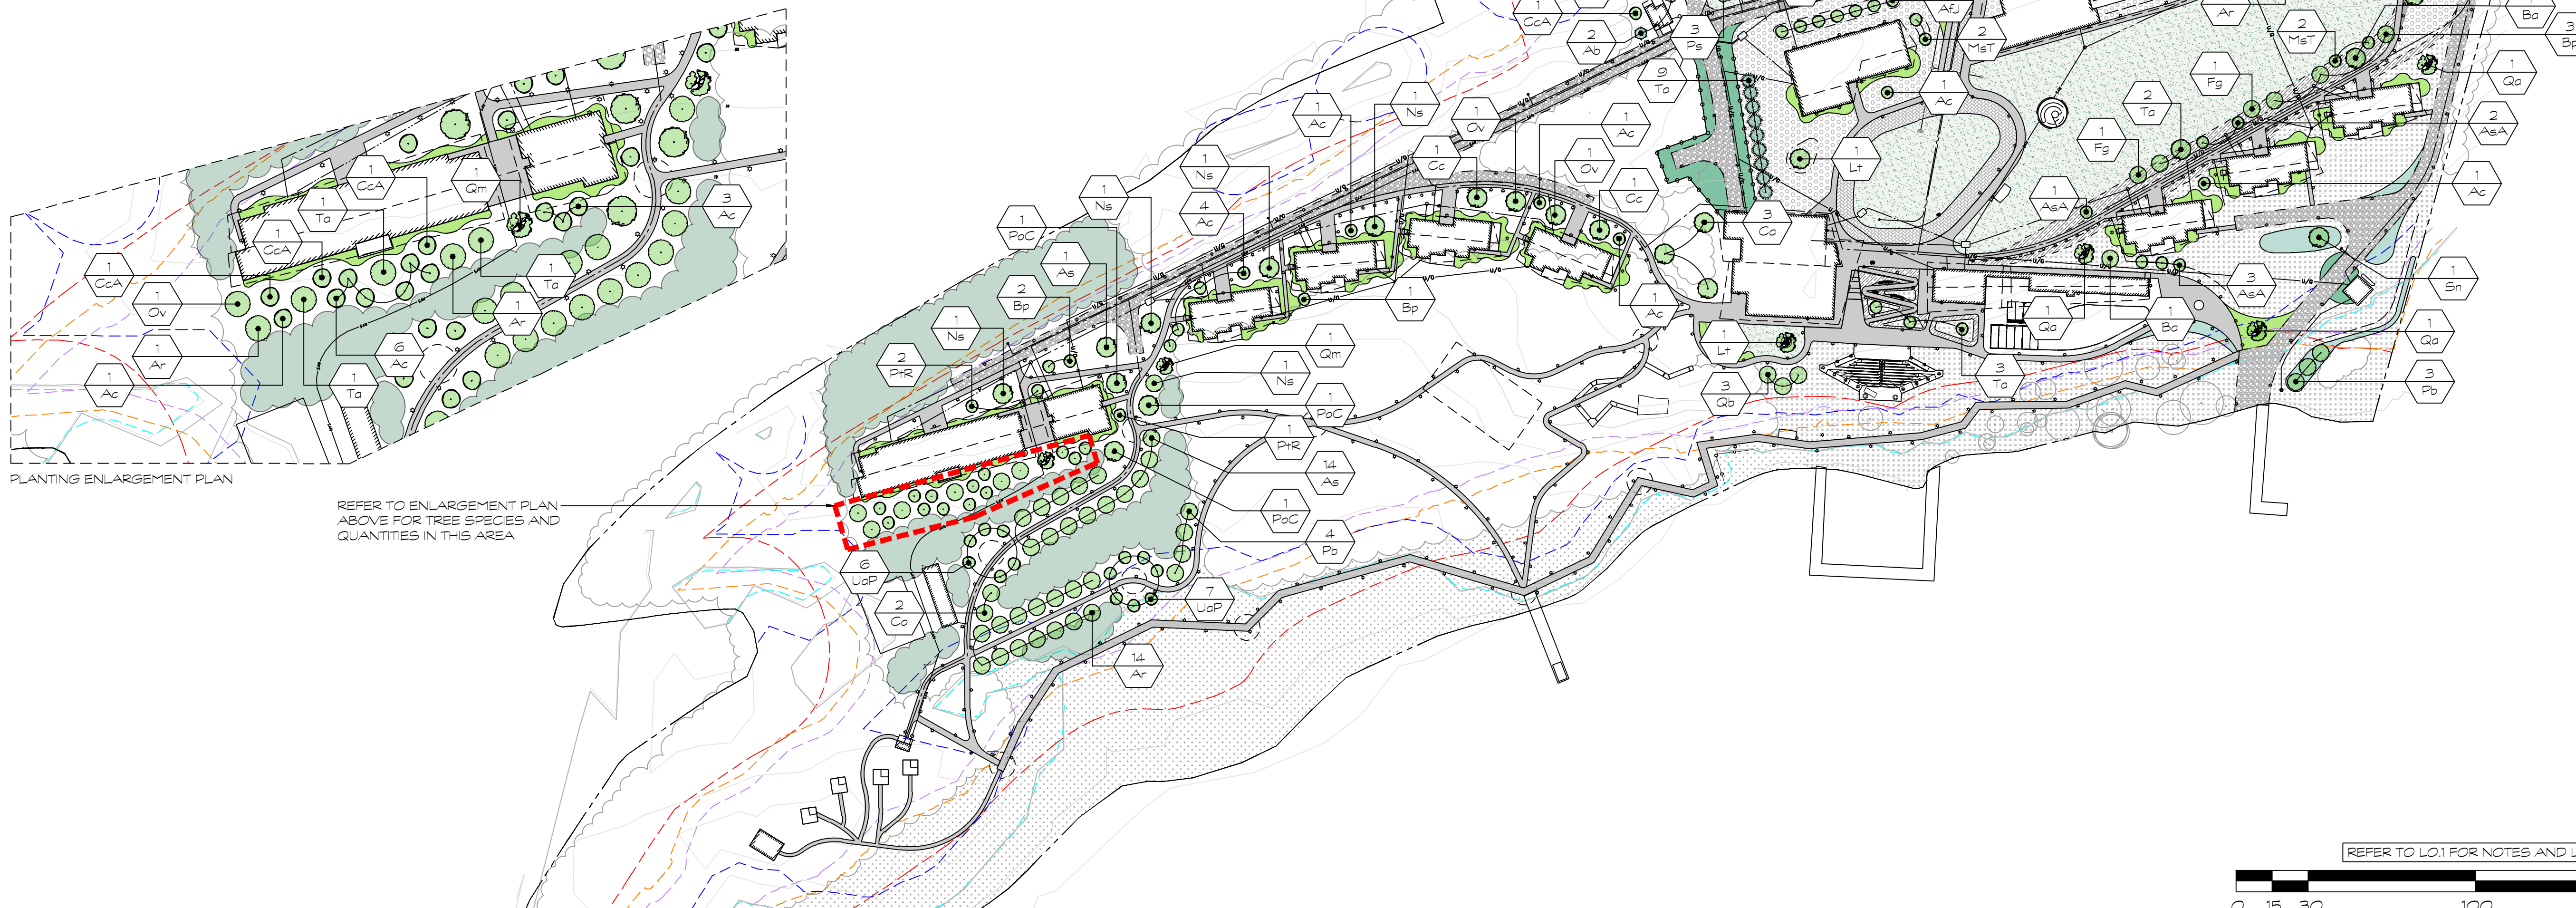 1
CcA
1
Ta
1
CcA
1
Qm
3
Ac
1
CcA
1
Ov
1
Ar
1
Ac
1
Ta
6
Ac
1
Ar
1
Ta
PLANTING ENLARGEMENT PLAN
REFER TO ENLARGEMENT PLAN
ABOVE FOR TREE SPECIES AND
QUANTITIES IN THIS AREA
1
CcA
2
Ab
3
Ps
9
To
AfJ
2
MsT
1
Ac
1
Lt
3
Ca
1
Ac
1
Ns
1
Ov
1
Ac
1
Cc
1
Ov
1
Cc
1
Ns
4
Ac
1
Ns
1
PoC
1
As
2
Bp
1
Ns
2
PtR
1
Bp
1
Ac
1
Qm
1
Ns
1
PoC
1
PtR
14
As
1
PoC
4
Pb
6
UaP
2
Co
7
UaP
14
Ar
1
Lt
3
Qb
3
Ta
1
Qa
1
Ba
3
AsA
Ar
2
MsT
1
Fg
2
Ta
1
Fg
1
AsA
Ba
3
Bp
1
Qa
2
AsA
1
Ac
1
Sn
1
Qa
3
Pb
REFER TO L0.1 FOR NOTES AND L
0 15 30 100